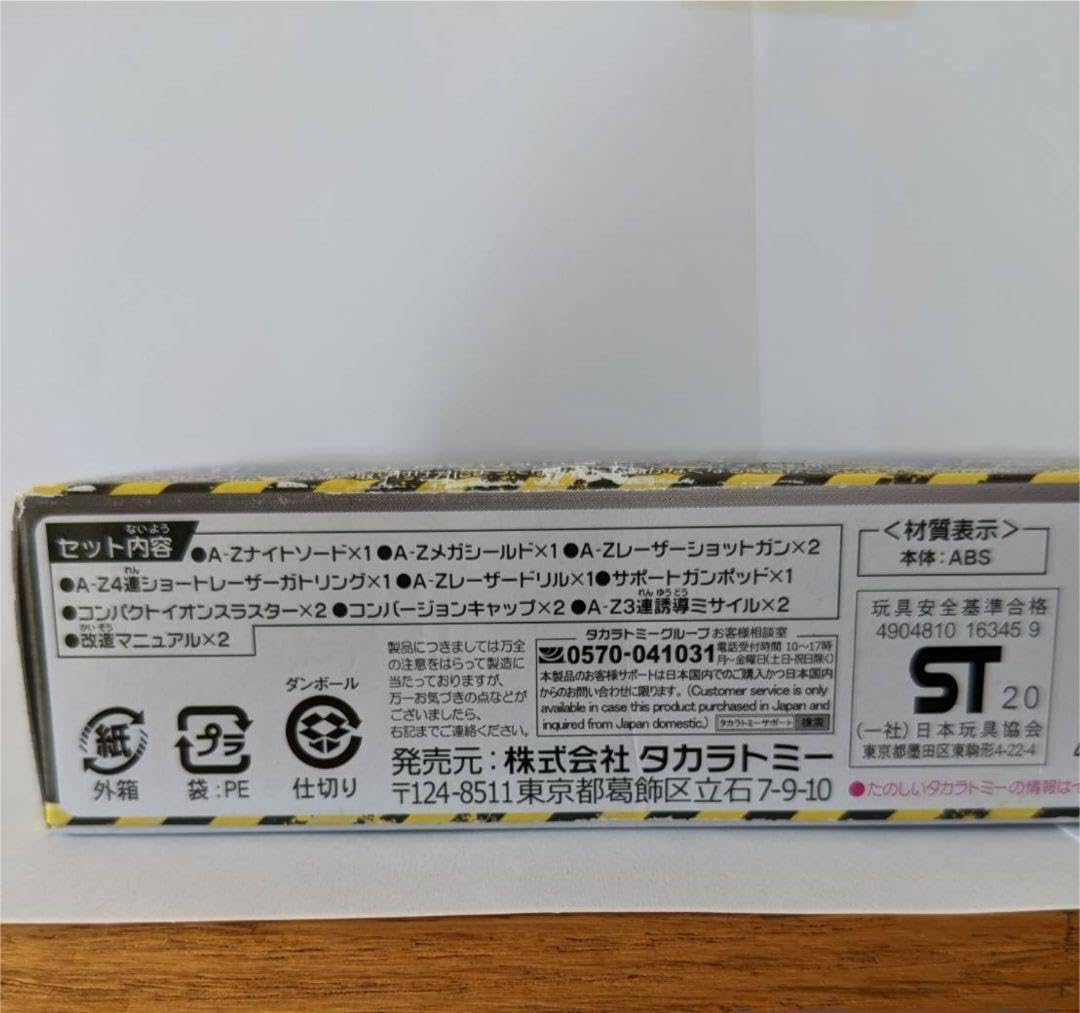 ないよう
セット内容
●A-Zナイトソード×1 ●A-Zメガシールド×1 ●A-Zレーザーショットガン×2
れん
●A-Z4連ショートレーザーガトリング×1 ●A-Zレーザードリル×1 ●サポートガンポッド×1
れんゆうどう
●コンパクトイオンスラスター×2 ●コンバージョンキャップ×2 ●A-Z3連誘導ミサイル×2
かいぞう
●改造マニュアル×2
紙
外箱
プラ
袋:PE
ダンボール
仕切り
製品につきましては万全
の注意をはらって製造に
当たっておりますが、
万一お気づきの点などが
ございましたら、
右記までご連絡ください。
タカラトミーグループお客様相談室
0570-041031
電話受付時間 10〜17時
月〜金曜日(土日・祝日除く)
本製品のお客様サポートは日本国内でのご購入かつ日本国内
からのお問い合わせに限ります。(Customer service is only
available in case this product purchased in Japan and
inquired from Japan domestic.) タカラトミーサポート 検索
発売元:株式会社 タカラトミー
〒124-8511 東京都葛飾区立石7-9-10
<材質表示>
本体:ABS
玩具安全基準合格
4904810 16345 9
ST 20
(一社)日本玩具協会
東京都墨田区東駒形4-22-4
●たのしいタカラトミーの情報は